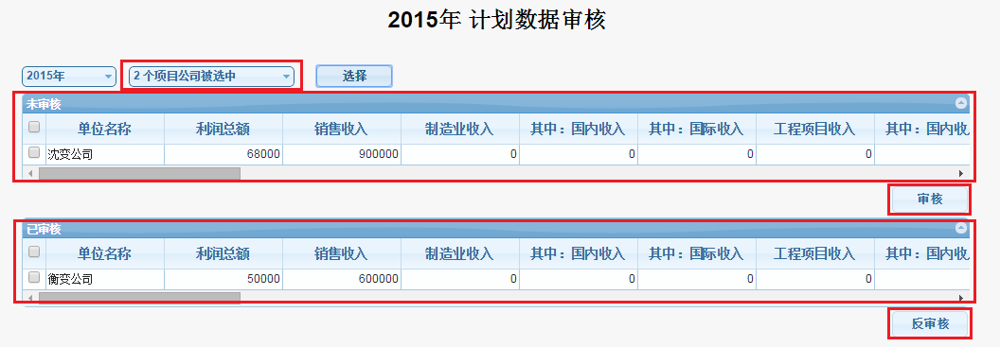 2015年 计划数据审核
2015年 2 个项目公司被选中 选择
未审核
单位名称 利润总额 销售收入 制造业收入 其中：国内收入 其中：国际收入 工程项目收入 其中：国内收
沈变公司 68000 900000 0 0 0 0
审核
已审核
单位名称 利润总额 销售收入 制造业收入 其中：国内收入 其中：国际收入 工程项目收入 其中：国内收
衡变公司 50000 600000 0 0 0 0
反审核